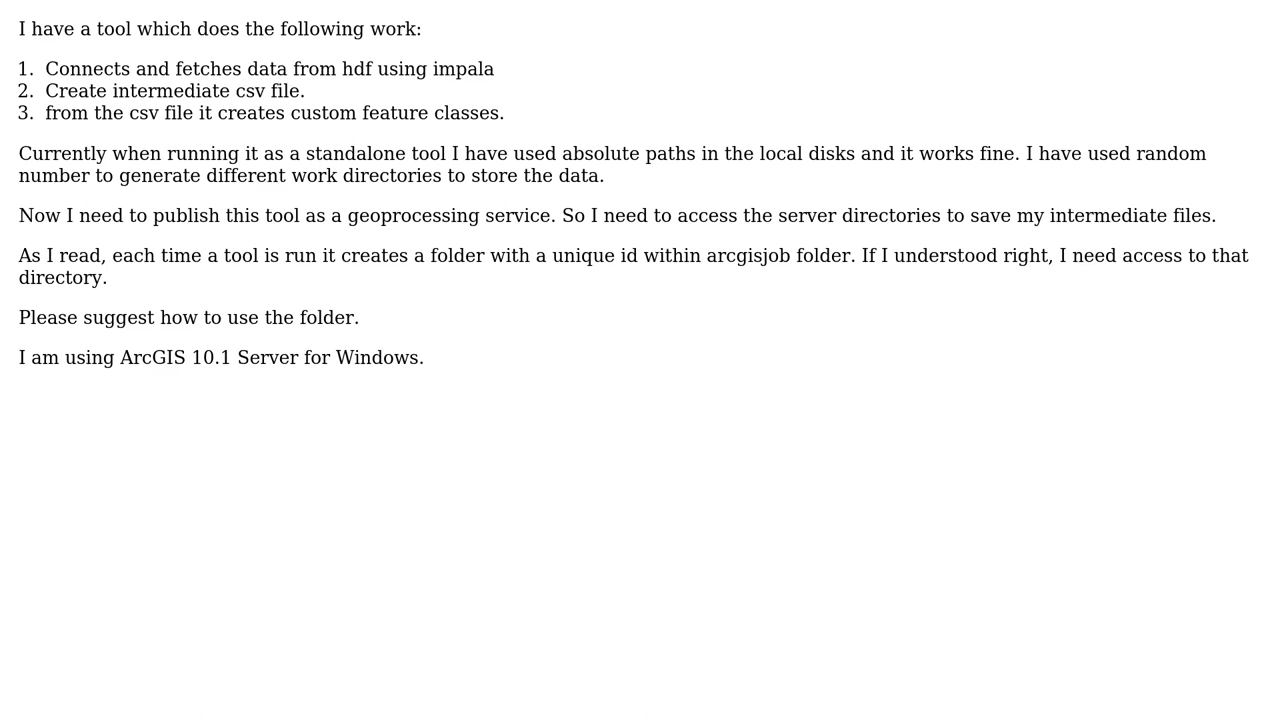 I have a tool which does the following work:
1. Connects and fetches data from hdf using impala
2. Create intermediate csv file.
3. from the csv file it creates custom feature classes.
Currently when running it as a standalone tool I have used absolute paths in the local disks and it works fine. I have used random
number to generate different work directories to store the data.
Now I need to publish this tool as a geoprocessing service. So I need to access the server directories to save my intermediate files.
As I read, each time a tool is run it creates a folder with a unique id within arcgisjob folder. If I understood right, I need access to that
directory.
Please suggest how to use the folder.
I am using ArcGIS 10.1 Server for Windows.